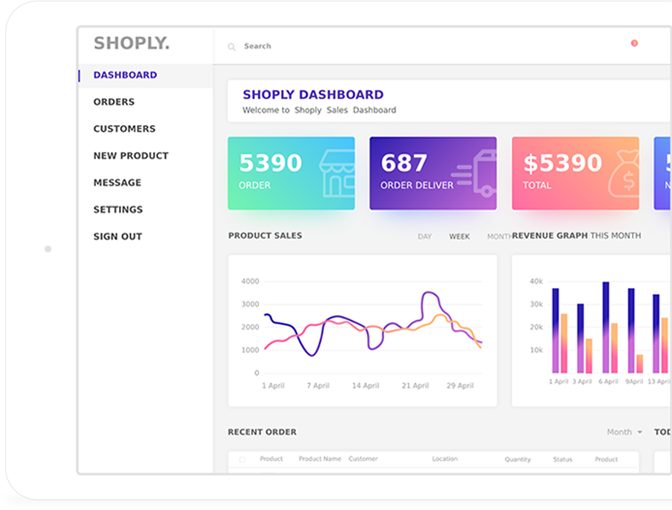 SHOPLY.
Search
DASHBOARD
ORDERS
CUSTOMERS
NEW PRODUCT
MESSAGE
SETTINGS
SIGN OUT
SHOPLY DASHBOARD
Welcome to Shoply Sales Dashboard
5390
ORDER
687
ORDER DELIVER
$5390
TOTAL
PRODUCT SALES
DAY WEEK MONTH
REVENUE GRAPH THIS MONTH
4000
3000
2000
1000
0
1 April 7 April 14 April 21 April 29 April
40k
30k
20k
10k
1 April 3 April 6 April 9April 13 April
RECENT ORDER
Month
Product Product Name Customer Location Quantity Status Product